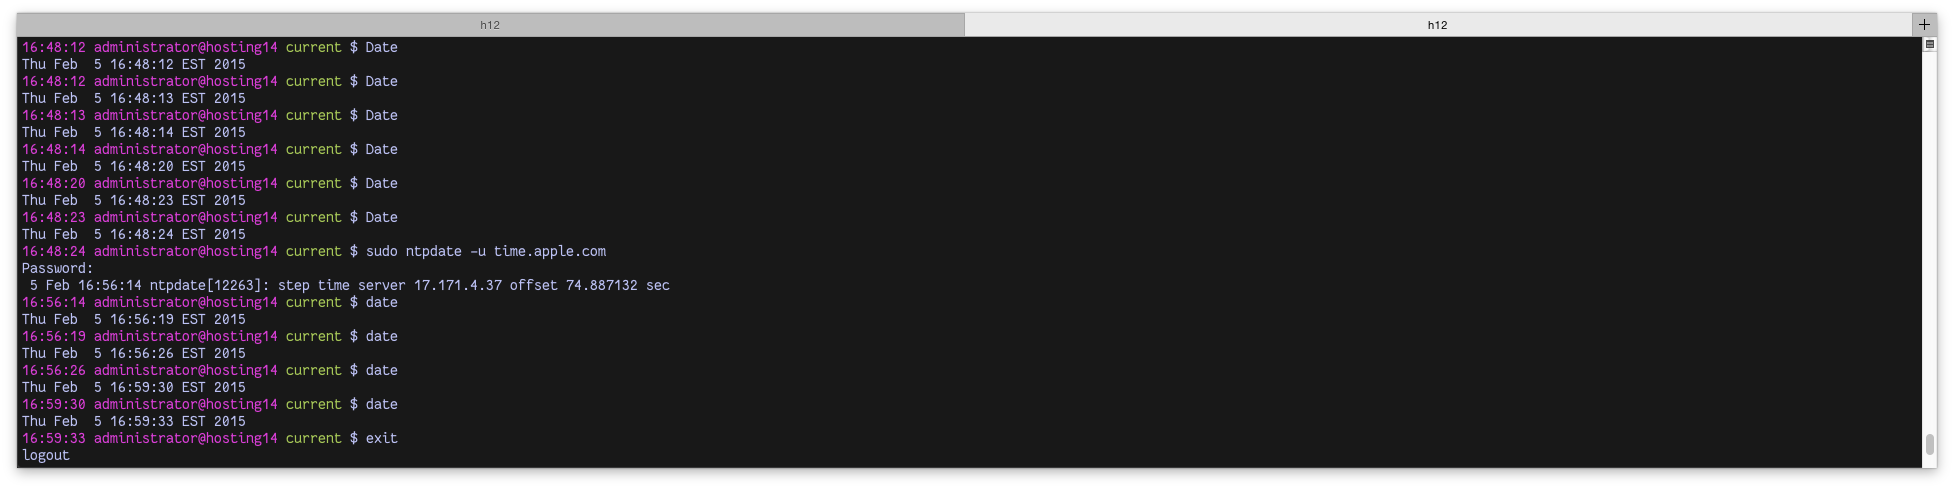 h12
h12
+
16:48:12 administrator@hosting14 current $ Date
Thu Feb  5 16:48:12 EST 2015
16:48:12 administrator@hosting14 current $ Date
Thu Feb  5 16:48:13 EST 2015
16:48:13 administrator@hosting14 current $ Date
Thu Feb  5 16:48:14 EST 2015
16:48:14 administrator@hosting14 current $ Date
Thu Feb  5 16:48:20 EST 2015
16:48:20 administrator@hosting14 current $ Date
Thu Feb  5 16:48:23 EST 2015
16:48:23 administrator@hosting14 current $ Date
Thu Feb  5 16:48:24 EST 2015
16:48:24 administrator@hosting14 current $ sudo ntpdate -u time.apple.com
Password:
 5 Feb 16:56:14 ntpdate[12263]: step time server 17.171.4.37 offset 74.887132 sec
16:56:14 administrator@hosting14 current $ date
Thu Feb  5 16:56:19 EST 2015
16:56:19 administrator@hosting14 current $ date
Thu Feb  5 16:56:26 EST 2015
16:56:26 administrator@hosting14 current $ date
Thu Feb  5 16:59:30 EST 2015
16:59:30 administrator@hosting14 current $ date
Thu Feb  5 16:59:33 EST 2015
16:59:33 administrator@hosting14 current $ exit
logout